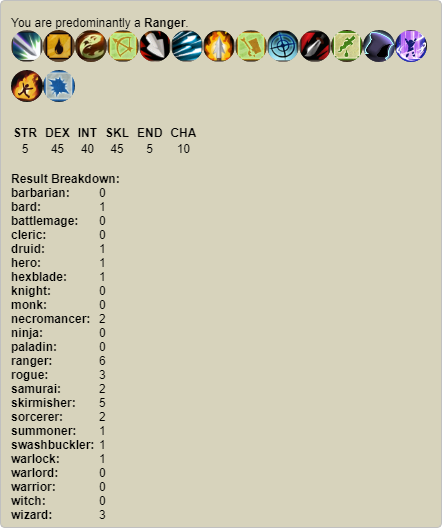 You are predominantly a Ranger.
STR DEX INT SKL END CHA
5 45 40 45 5 10
Result Breakdown:
barbarian: 0
bard: 1
battlemage: 0
cleric: 0
druid: 1
hero: 1
hexblade: 1
knight: 0
monk: 0
necromancer: 2
ninja: 0
paladin: 0
ranger: 6
rogue: 3
samurai: 2
skirmisher: 5
sorcerer: 2
summoner: 1
swashbuckler: 1
warlock: 1
warlord: 0
warrior: 0
witch: 0
wizard: 3